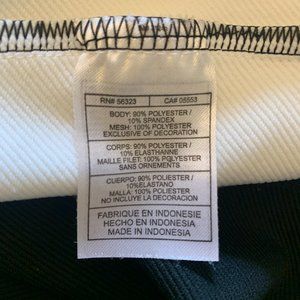 RN# 56323 CA# 05553
BODY: 90% POLYESTER /
10% SPANDEX
MESH: 100% POLYESTER
EXCLUSIVE OF DECORATION
CORPS: 90% POLYESTER /
10% ELASTHANNE
MAILLE FILET: 100% POLYESTER
SANS ORNEMENTS
CUERPO: 90% POLIESTER /
10%ELASTANO
MALLA: 100% POLIESTER
NO INCLUYE LA DECORACION
FABRIQUE EN INDONESIE
HECHO EN INDONESIA
MADE IN INDONESIA